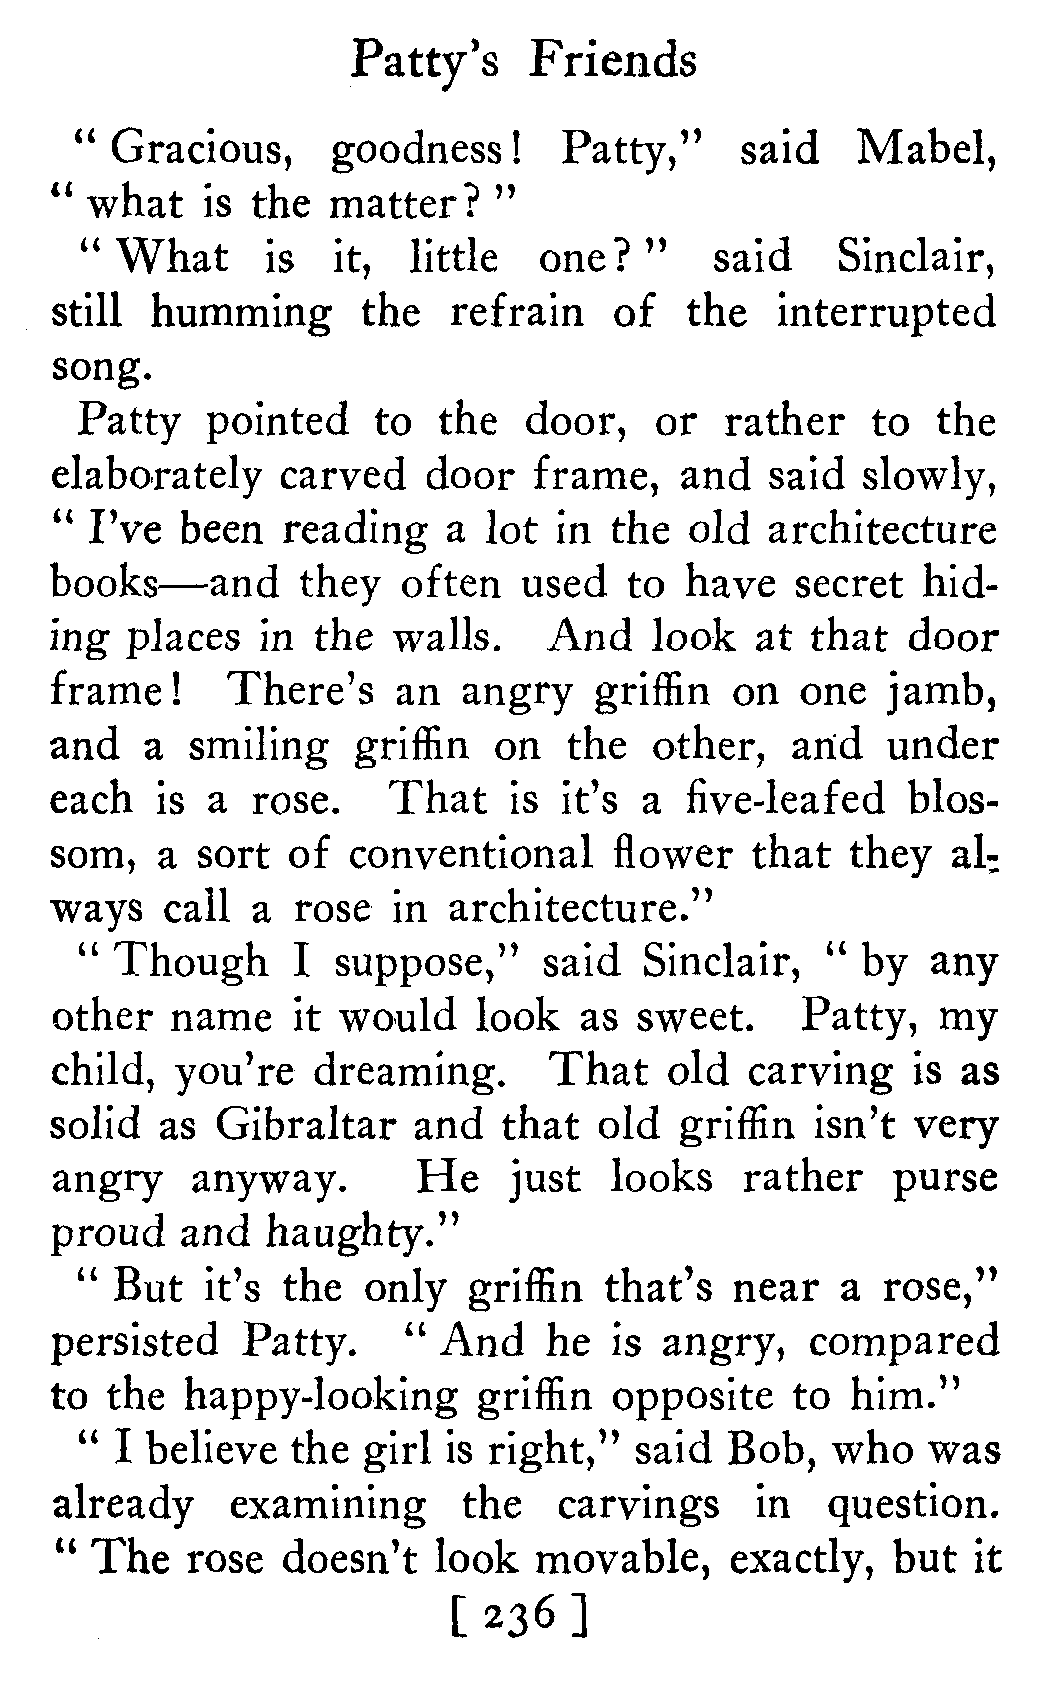 Patty's Friends
" Gracious, goodness! Patty," said Mabel,
" what is the matter? "
" What is it, little one? " said Sinclair,
still humming the refrain of the interrupted
song.
Patty pointed to the door, or rather to the
elaborately carved door frame, and said slowly,
" I've been reading a lot in the old architecture
books—and they often used to have secret hid-
ing places in the walls. And look at that door
frame! There's an angry griffin on one jamb,
and a smiling griffin on the other, and under
each is a rose. That is it's a five-leafed blos-
som, a sort of conventional flower that they al-
ways call a rose in architecture."
" Though I suppose," said Sinclair, " by any
other name it would look as sweet. Patty, my
child, you're dreaming. That old carving is as
solid as Gibraltar and that old griffin isn't very
angry anyway. He just looks rather purse
proud and haughty."
" But it's the only griffin that's near a rose,"
persisted Patty. " And he is angry, compared
to the happy-looking griffin opposite to him."
" I believe the girl is right," said Bob, who was
already examining the carvings in question.
" The rose doesn't look movable, exactly, but it
[ 236 ]